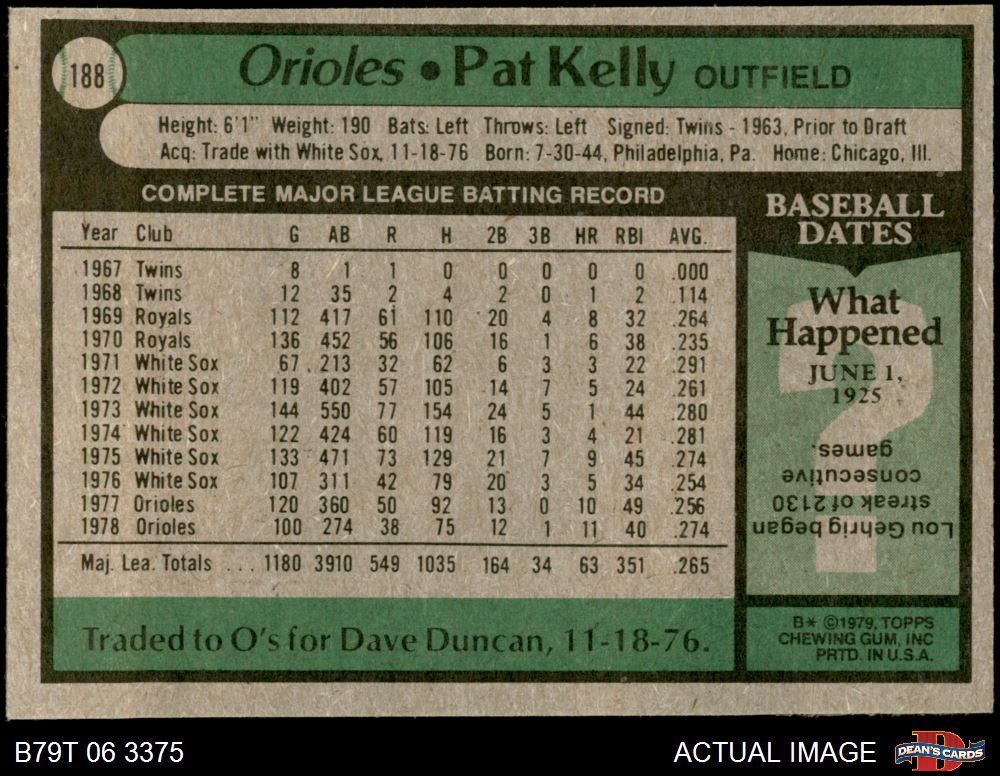 188
Orioles • Pat Kelly OUTFIELD
Height: 6'1" Weight: 190 Bats: Left Throws: Left Signed: Twins - 1963, Prior to Draft
Acq: Trade with White Sox, 11-18-76 Born: 7-30-44, Philadelphia, Pa. Home: Chicago, Ill.
COMPLETE MAJOR LEAGUE BATTING RECORD
Year Club G AB R H 2B 3B HR RBI AVG.
1967 Twins 8 1 1 0 0 0 0 0 .000
1968 Twins 12 35 2 4 2 0 1 2 .114
1969 Royals 112 417 61 110 20 4 8 32 .264
1970 Royals 136 452 56 106 16 1 6 38 .235
1971 White Sox 67 213 32 62 6 3 3 22 .291
1972 White Sox 119 402 57 105 14 7 5 24 .261
1973 White Sox 144 550 77 154 24 5 1 44 .280
1974 White Sox 122 424 60 119 16 3 4 21 .281
1975 White Sox 133 471 73 129 21 7 9 45 .274
1976 White Sox 107 311 42 79 20 3 5 34 .254
1977 Orioles 120 360 50 92 13 0 10 49 .256
1978 Orioles 100 274 38 75 12 1 11 40 .274
Maj. Lea. Totals ... 1180 3910 549 1035 164 34 63 351 .265
Traded to O's for Dave Duncan, 11-18-76.
BASEBALL
DATES
What
Happened
JUNE 1,
1925
?
Lou Gehrig began
streak of 2130
consecutive
games.
B* ©1979, TOPPS
CHEWING GUM, INC
PRTD. IN U.S.A.
B79T 06 3375
ACTUAL IMAGE
DEAN'S CARDS